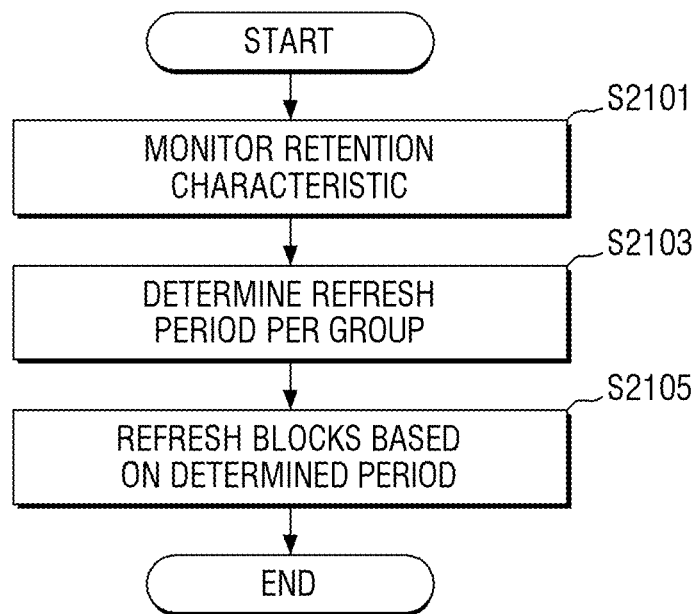 START
S2101
MONITOR RETENTION
CHARACTERISTIC
S2103
DETERMINE REFRESH
PERIOD PER GROUP
S2105
REFRESH BLOCKS BASED
ON DETERMINED PERIOD
END